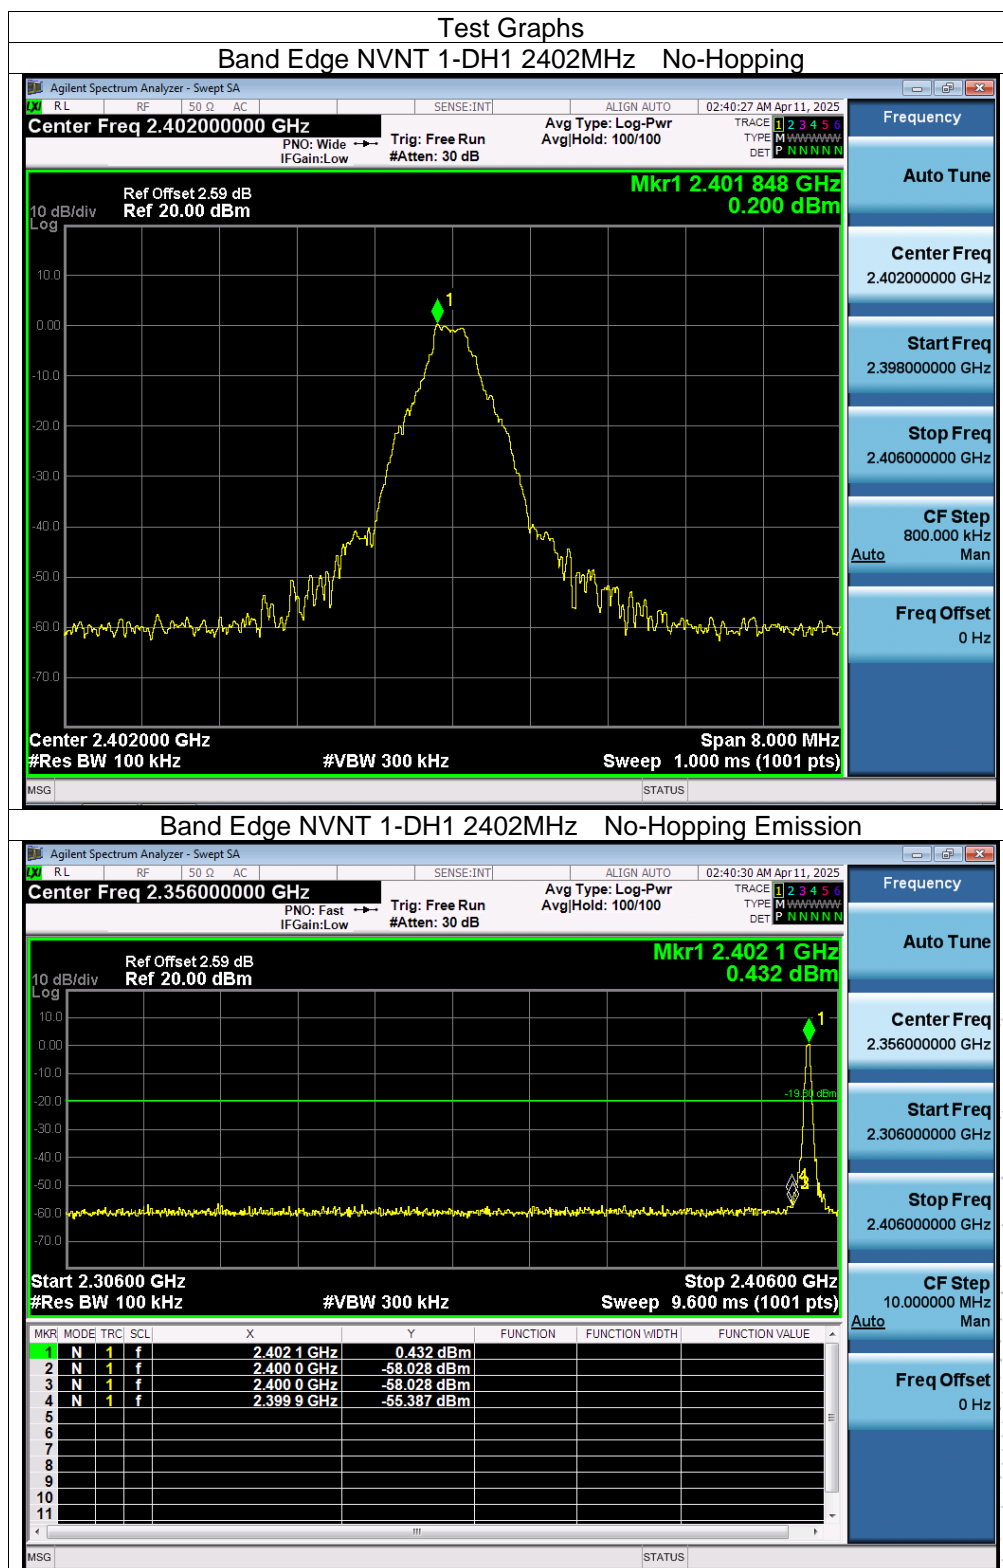 Test Graphs
Band Edge NVNT 1-DH1 2402MHz No-Hopping
Agilent Spectrum Analyzer - Swept SA
LXI RL RF 50 Ω AC SENSE:INT ALIGN AUTO 02:40:27 AM Apr 11, 2025
Center Freq 2.402000000 GHz
PNO: Wide
IFGain:Low
Trig: Free Run
#Atten: 30 dB
Avg Type: Log-Pwr
Avg|Hold: 100/100
TRACE 1 2 3 4 5 6
TYPE M WWWWW
DET P N N N N N
Ref Offset 2.59 dB
Ref 20.00 dBm
10 dB/div
Log
Mkr1 2.401 848 GHz
0.200 dBm
10.0
0.00
-10.0
-20.0
-30.0
-40.0
-50.0
-60.0
-70.0
1
Center 2.402000 GHz
#Res BW 100 kHz
#VBW 300 kHz
Span 8.000 MHz
Sweep 1.000 ms (1001 pts)
MSG STATUS
Frequency
Auto Tune
Center Freq
2.402000000 GHz
Start Freq
2.398000000 GHz
Stop Freq
2.406000000 GHz
CF Step
800.000 kHz
Auto Man
Freq Offset
0 Hz
Band Edge NVNT 1-DH1 2402MHz No-Hopping Emission
Agilent Spectrum Analyzer - Swept SA
LXI RL RF 50 Ω AC SENSE:INT ALIGN AUTO 02:40:30 AM Apr 11, 2025
Center Freq 2.356000000 GHz
PNO: Fast
IFGain:Low
Trig: Free Run
#Atten: 30 dB
Avg Type: Log-Pwr
Avg|Hold: 100/100
TRACE 1 2 3 4 5 6
TYPE M WWWWW
DET P N N N N N
Ref Offset 2.59 dB
Ref 20.00 dBm
10 dB/div
Log
Mkr1 2.402 1 GHz
0.432 dBm
10.0
0.00
-10.0
-20.0
-30.0
-40.0
-50.0
-60.0
-70.0
1
-19.80 dBm
Start 2.30600 GHz
#Res BW 100 kHz
#VBW 300 kHz
Stop 2.40600 GHz
Sweep 9.600 ms (1001 pts)
MKR MODE TRC SCL X Y FUNCTION FUNCTION WIDTH FUNCTION VALUE
1 N 1 f 2.402 1 GHz 0.432 dBm
2 N 1 f 2.400 0 GHz -58.028 dBm
3 N 1 f 2.400 0 GHz -58.028 dBm
4 N 1 f 2.399 9 GHz -55.387 dBm
5
6
7
8
9
10
11
MSG STATUS
Frequency
Auto Tune
Center Freq
2.356000000 GHz
Start Freq
2.306000000 GHz
Stop Freq
2.406000000 GHz
CF Step
10.000000 MHz
Auto Man
Freq Offset
0 Hz